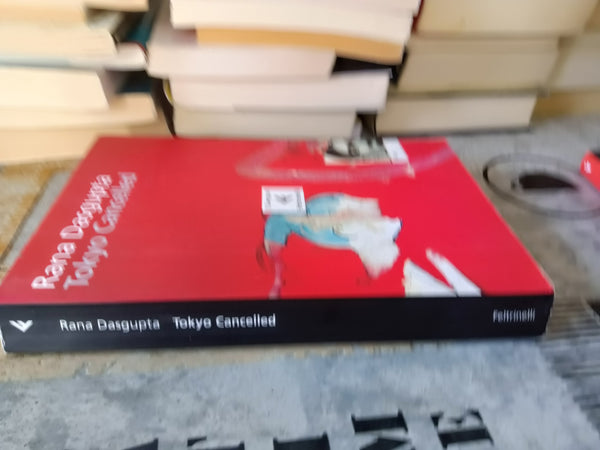 Rana Dasgupta
Tokyo Cancelled
Rana Dasgupta Tokyo Cancelled Feltrinelli